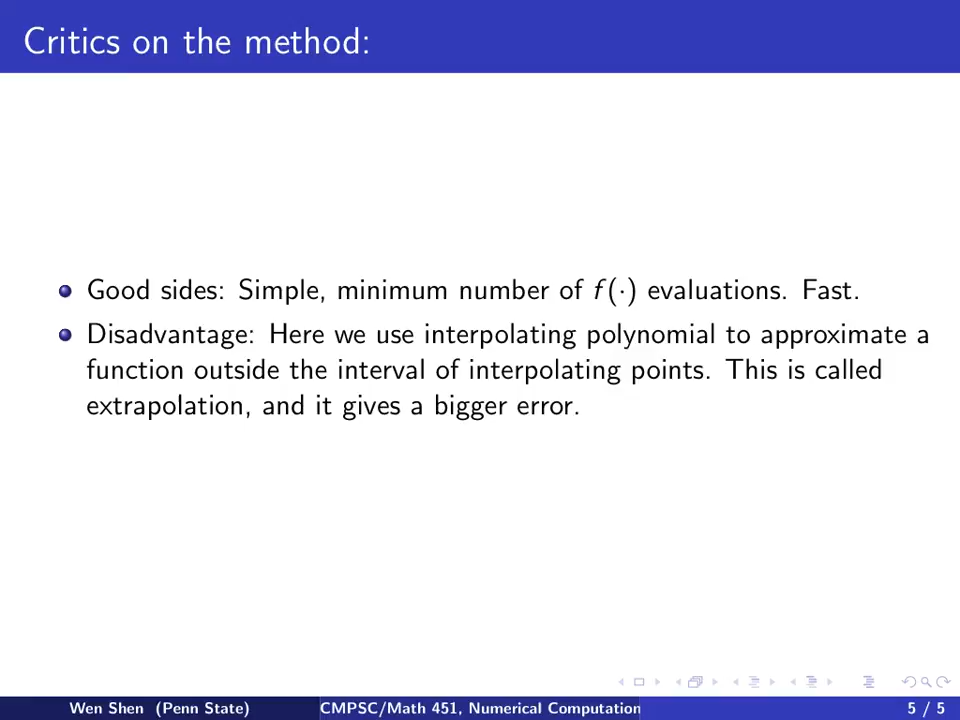 Critics on the method:
Good sides: Simple, minimum number of f(·) evaluations. Fast.
Disadvantage: Here we use interpolating polynomial to approximate a
function outside the interval of interpolating points. This is called
extrapolation, and it gives a bigger error.
Wen Shen (Penn State)
CMPSC/Math 451, Numerical Computation
5 / 5